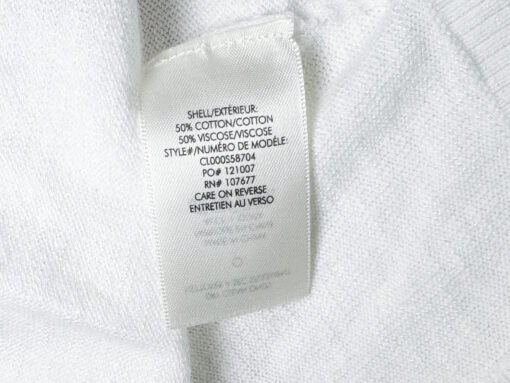 SHELL/EXTÉRIEUR:
50% COTTON/COTTON
50% VISCOSE/VISCOSE
STYLE#/NUMÉRO DE MODÈLE:
CL000S58704
PO# 121007
RN# 107677
CARE ON REVERSE
ENTRETIEN AU VERSO